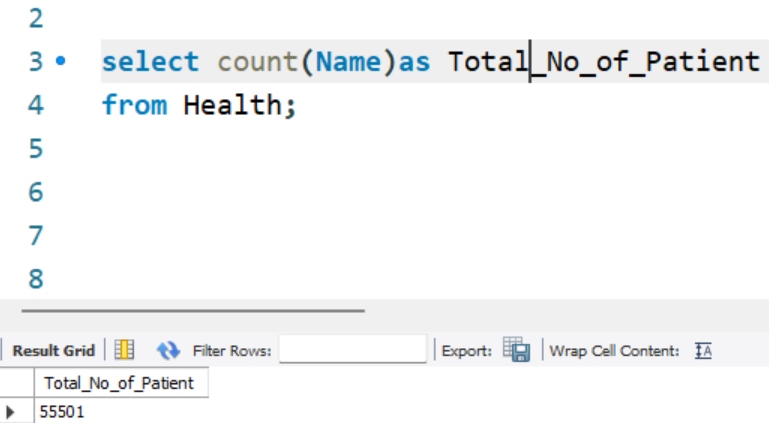 2
3 select count(Name)as Total_No_of_Patient
4 from Health;
5
6
7
8
Result Grid Filter Rows: Export: Wrap Cell Content: IA
Total_No_of_Patient
55501